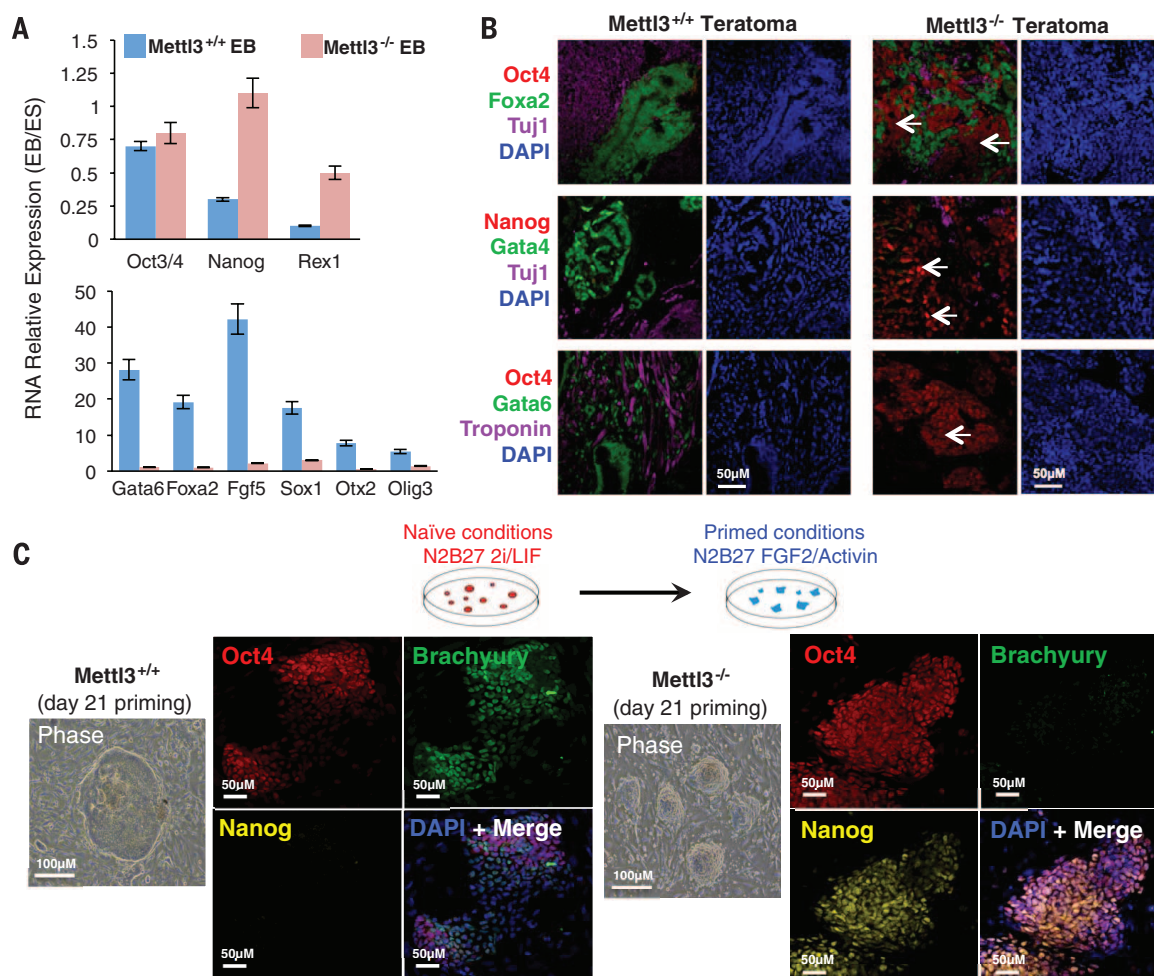 A
Mettl3+/+ EB
Mettl3-/- EB
RNA Relative Expression (EB/ES)
1.5
1.25
1
0.75
0.5
0.25
0
Oct3/4 Nanog Rex1
50
40
30
20
10
0
Gata6 Foxa2 Fgf5 Sox1 Otx2 Olig3
B
Mettl3+/+ Teratoma
Mettl3-/- Teratoma
Oct4
Foxa2
Tuj1
DAPI
Nanog
Gata4
Tuj1
DAPI
Oct4
Gata6
Troponin
DAPI
50µM
50µM
C
Naïve conditions
N2B27 2i/LIF
Primed conditions
N2B27 FGF2/Activin
Mettl3+/+
(day 21 priming)
Phase
100µM
Oct4
50µM
Brachyury
50µM
Nanog
50µM
DAPI + Merge
50µM
Mettl3-/-
(day 21 priming)
Phase
100µM
Oct4
50µM
Brachyury
50µM
Nanog
50µM
DAPI + Merge
50µM